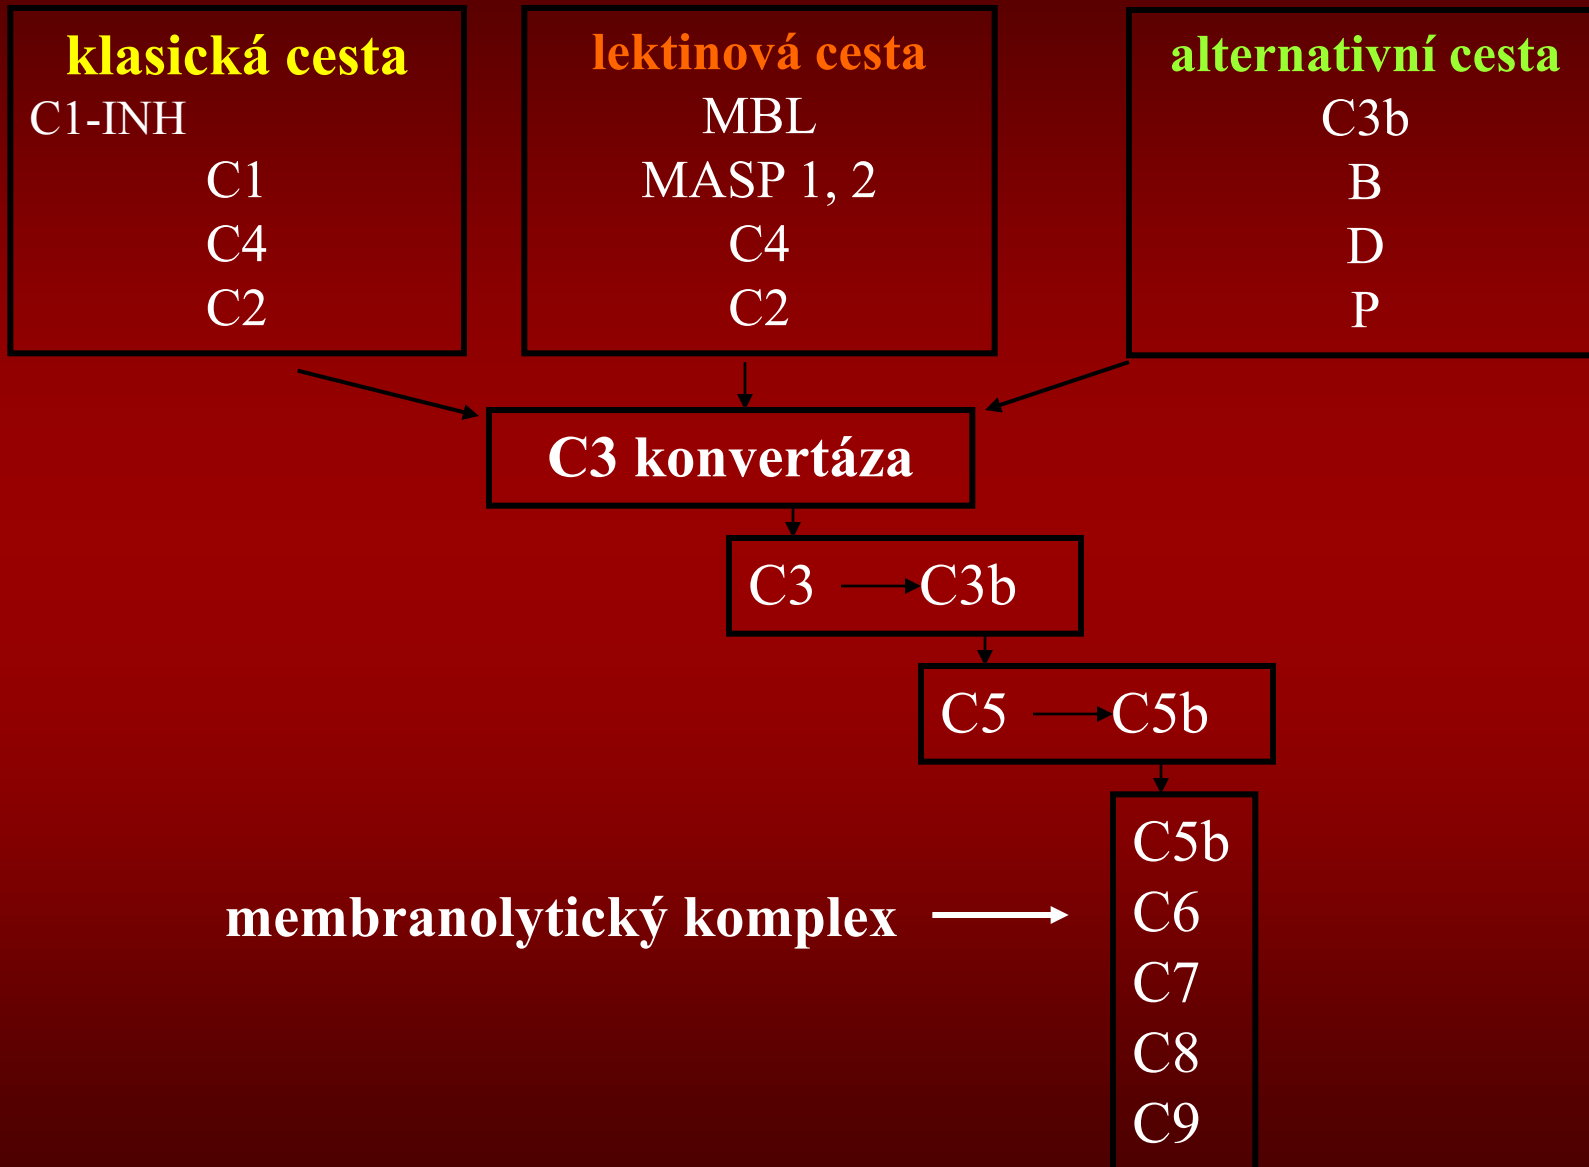 klasická cesta
C1-INH
C1
C4
C2
lektinová cesta
MBL
MASP 1, 2
C4
C2
alternativní cesta
C3b
B
D
P
C3 konvertáza
C3 C3b
C5 C5b
membranolytický komplex
C5b
C6
C7
C8
C9